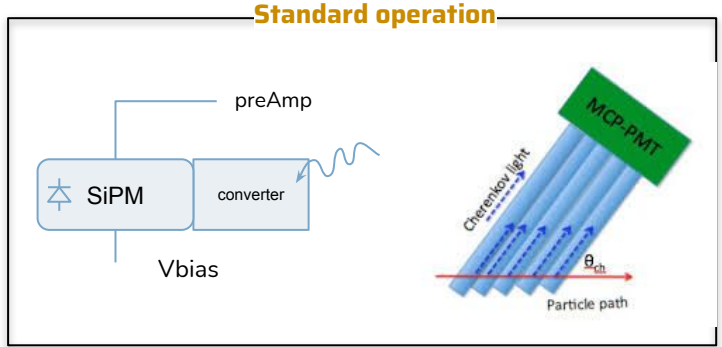 Standard operation
preAmp
SiPM
converter
Vbias
MCP-PMT
Cherenkov light
θch
Particle path